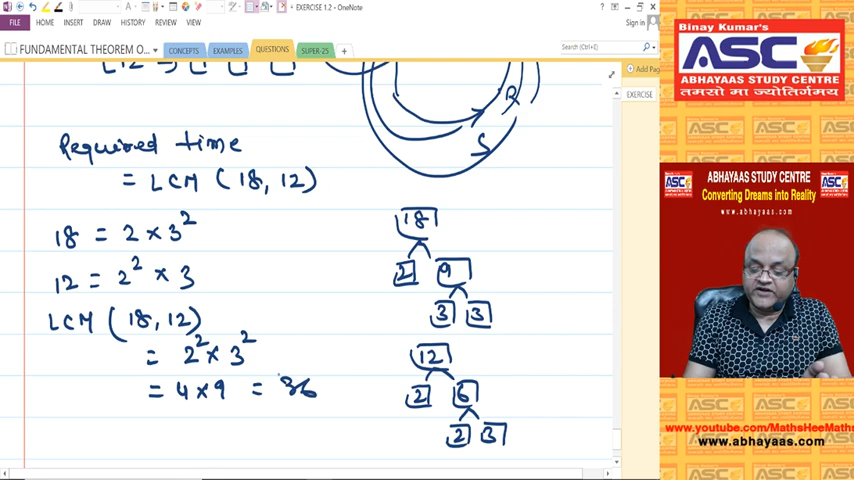 EXERCISE 1.2 - OneNote
FILE HOME INSERT DRAW HISTORY REVIEW VIEW
Sign in
FUNDAMENTAL THEOREM O...
CONCEPTS EXAMPLES QUESTIONS SUPER-25 +
Search (Ctrl+E)
Add Page
EXERCISE
R
S
Required time
= LCM (18, 12)
18 = 2 × 3²
12 = 2² × 3
LCM (18, 12)
= 2² × 3²
= 4 × 9 = 36
18
2 9
3 3
12
2 6
2 3
Binay Kumar's
ASC
ABHAYAAS STUDY CENTRE
तमसो मा ज्योतिर्गमय
ABHAYAAS STUDY CENTRE
Converting Dreams into Reality
www.abhayaas.com
ASC
ASC
www.youtube.com/MathsHeeMaths
www.abhayaas.com